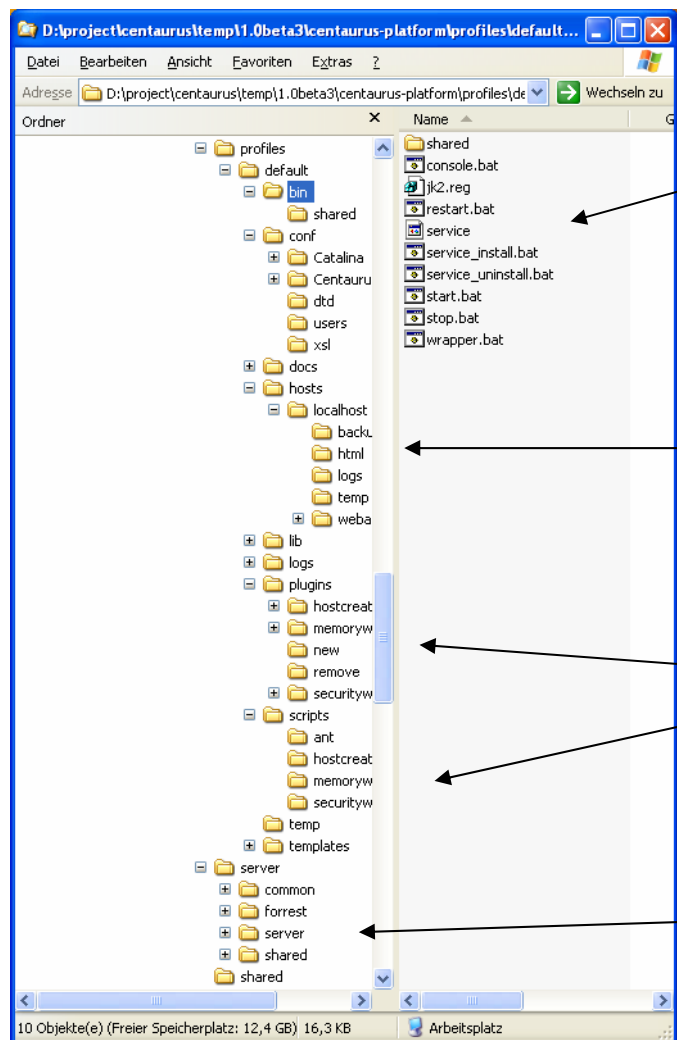 D:\project\centaurus\temp\1.0beta3\centaurus-platform\profiles\default...
Datei Bearbeiten Ansicht Favoriten Extras ?
Adresse D:\project\centaurus\temp\1.0beta3\centaurus-platform\profiles\de Wechseln zu
Ordner
profiles
default
bin
shared
conf
Catalina
Centauru
dtd
users
xsl
docs
hosts
localhost
backu
html
logs
temp
weba
lib
logs
plugins
hostcreat
memoryw
new
remove
securityw
scripts
ant
hostcreat
memoryw
securityw
temp
templates
server
common
forrest
server
shared
shared
Name G
shared
console.bat
jk2.reg
restart.bat
service
service_install.bat
service_uninstall.bat
start.bat
stop.bat
wrapper.bat
10 Objekte(e) (Freier Speicherplatz: 12,4 GB) 16,3 KB Arbeitsplatz